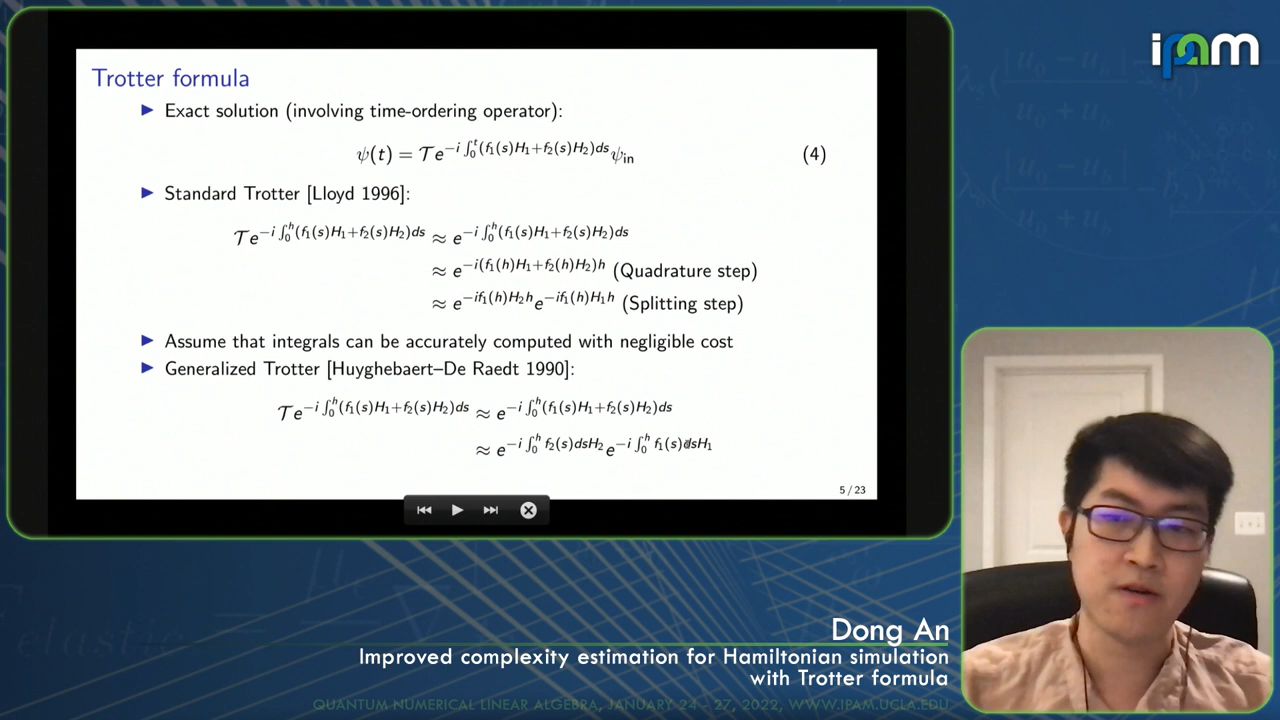 ipam
Trotter formula
▶ Exact solution (involving time-ordering operator):
ψ(t) = 𝒯e^{−i ∫_0^t (f_1(s)H_1+f_2(s)H_2)ds}ψ_in (4)
▶ Standard Trotter [Lloyd 1996]:
𝒯e^{−i ∫_0^h (f_1(s)H_1+f_2(s)H_2)ds} ≈ e^{−i ∫_0^h (f_1(s)H_1+f_2(s)H_2)ds}
≈ e^{−i(f_1(h)H_1+f_2(h)H_2)h} (Quadrature step)
≈ e^{−if_1(h)H_2h}e^{−if_1(h)H_1h} (Splitting step)
▶ Assume that integrals can be accurately computed with negligible cost
▶ Generalized Trotter [Huyghebaert–De Raedt 1990]:
𝒯e^{−i ∫_0^h (f_1(s)H_1+f_2(s)H_2)ds} ≈ e^{−i ∫_0^h (f_1(s)H_1+f_2(s)H_2)ds}
≈ e^{−i ∫_0^h f_2(s)dsH_2}e^{−i ∫_0^h f_1(s)dsH_1}
5 / 23
Dong An
Improved complexity estimation for Hamiltonian simulation
with Trotter formula
QUANTUM NUMERICAL LINEAR ALGEBRA, JANUARY 24 - 27, 2022, WWW.IPAM.UCLA.EDU
elastic